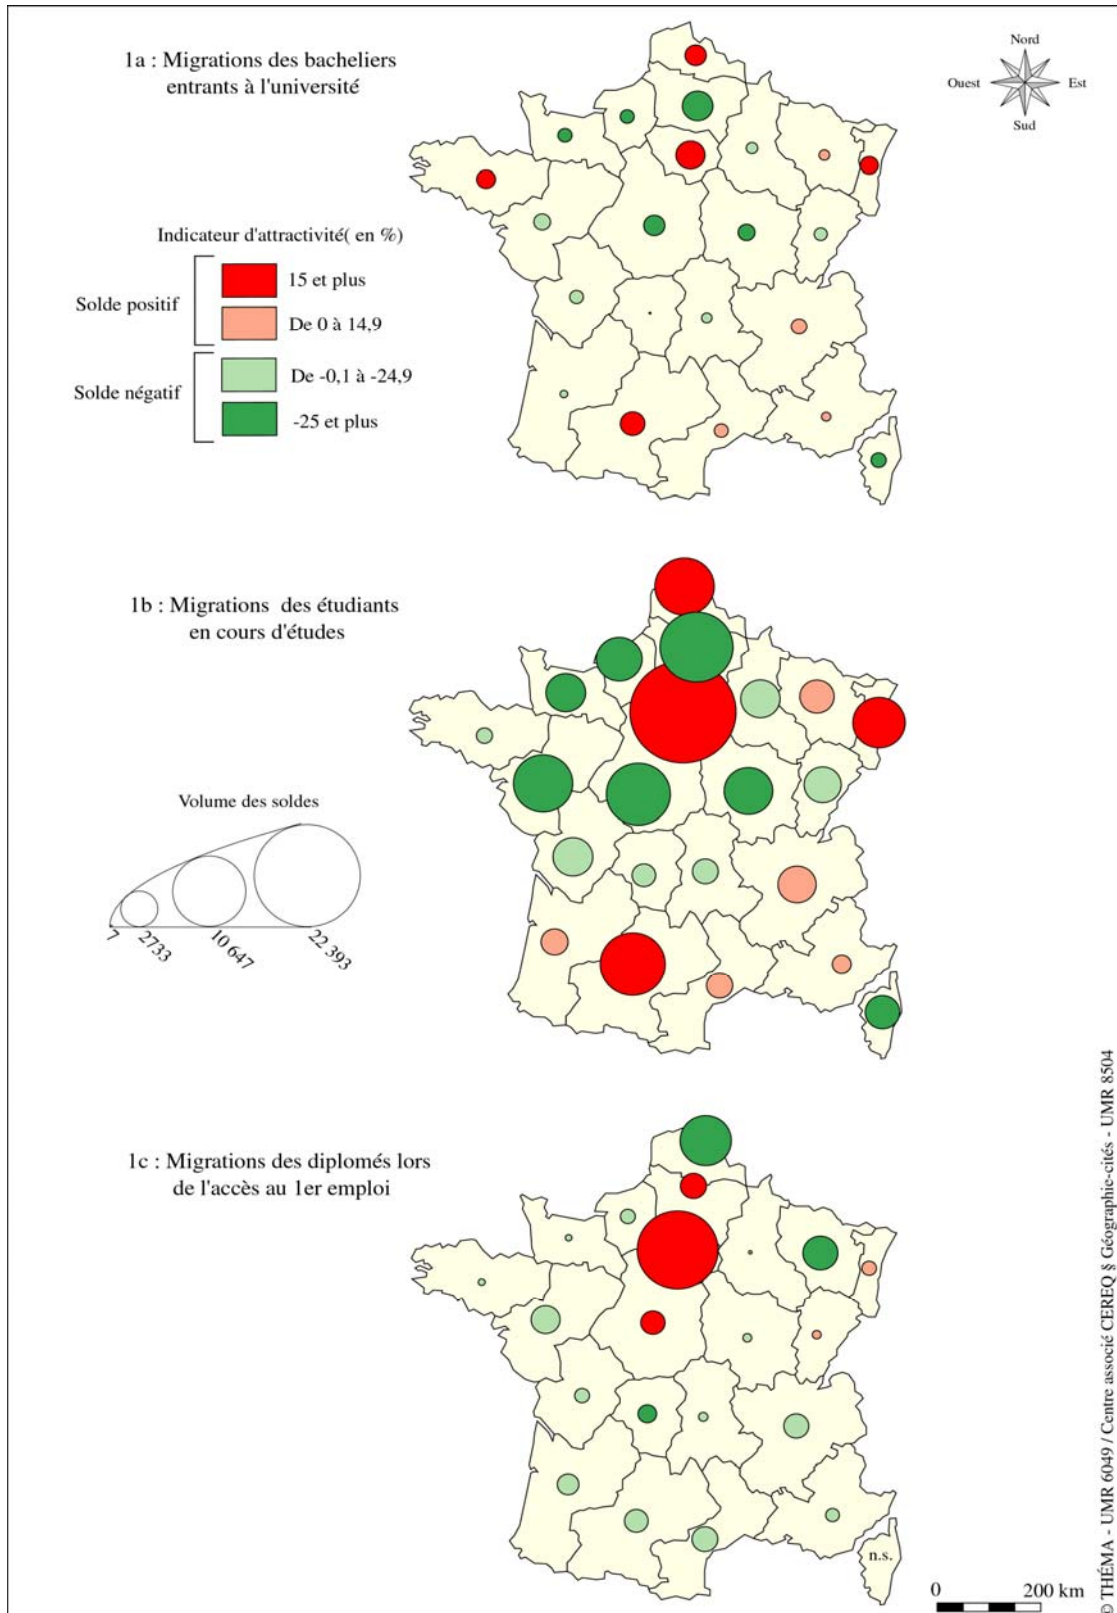 1a : Migrations des bacheliers
entrants à l'université
Nord
Ouest
Est
Sud
Indicateur d'attractivité( en %)
Solde positif
15 et plus
De 0 à 14,9
Solde négatif
De -0,1 à -24,9
-25 et plus
1b : Migrations des étudiants
en cours d'études
Volume des soldes
7
2733
10 647
22 393
1c : Migrations des diplomés lors
de l'accès au 1er emploi
n.s.
0
200 km
© THÉMA - UMR 6049 / Centre associé CEREQ § Géographie-cités - UMR 8504